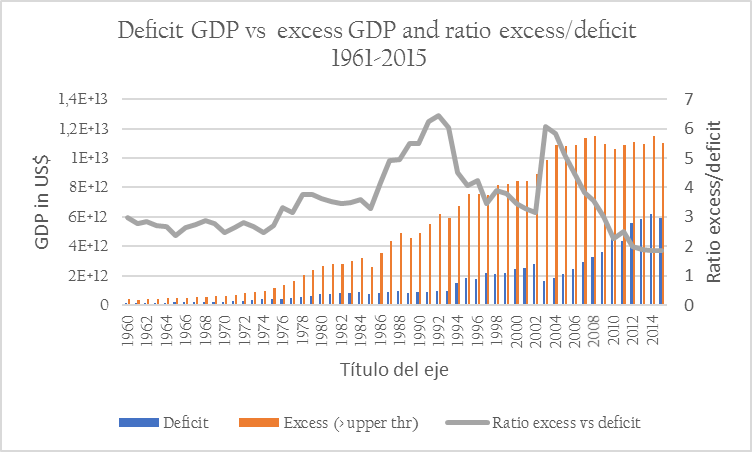 Deficit GDP vs excess GDP and ratio excess/deficit
1961-2015
GDP in US$
1,4E+13
1,2E+13
1E+13
8E+12
6E+12
4E+12
2E+12
0
7
6
5
4
3
2
1
0
Ratio excess/deficit
1960 1962 1964 1966 1968 1970 1972 1974 1976 1978 1980 1982 1984 1986 1988 1990 1992 1994 1996 1998 2000 2002 2004 2006 2008 2010 2012 2014
Título del eje
Deficit Excess (> upper thr) Ratio excess vs deficit